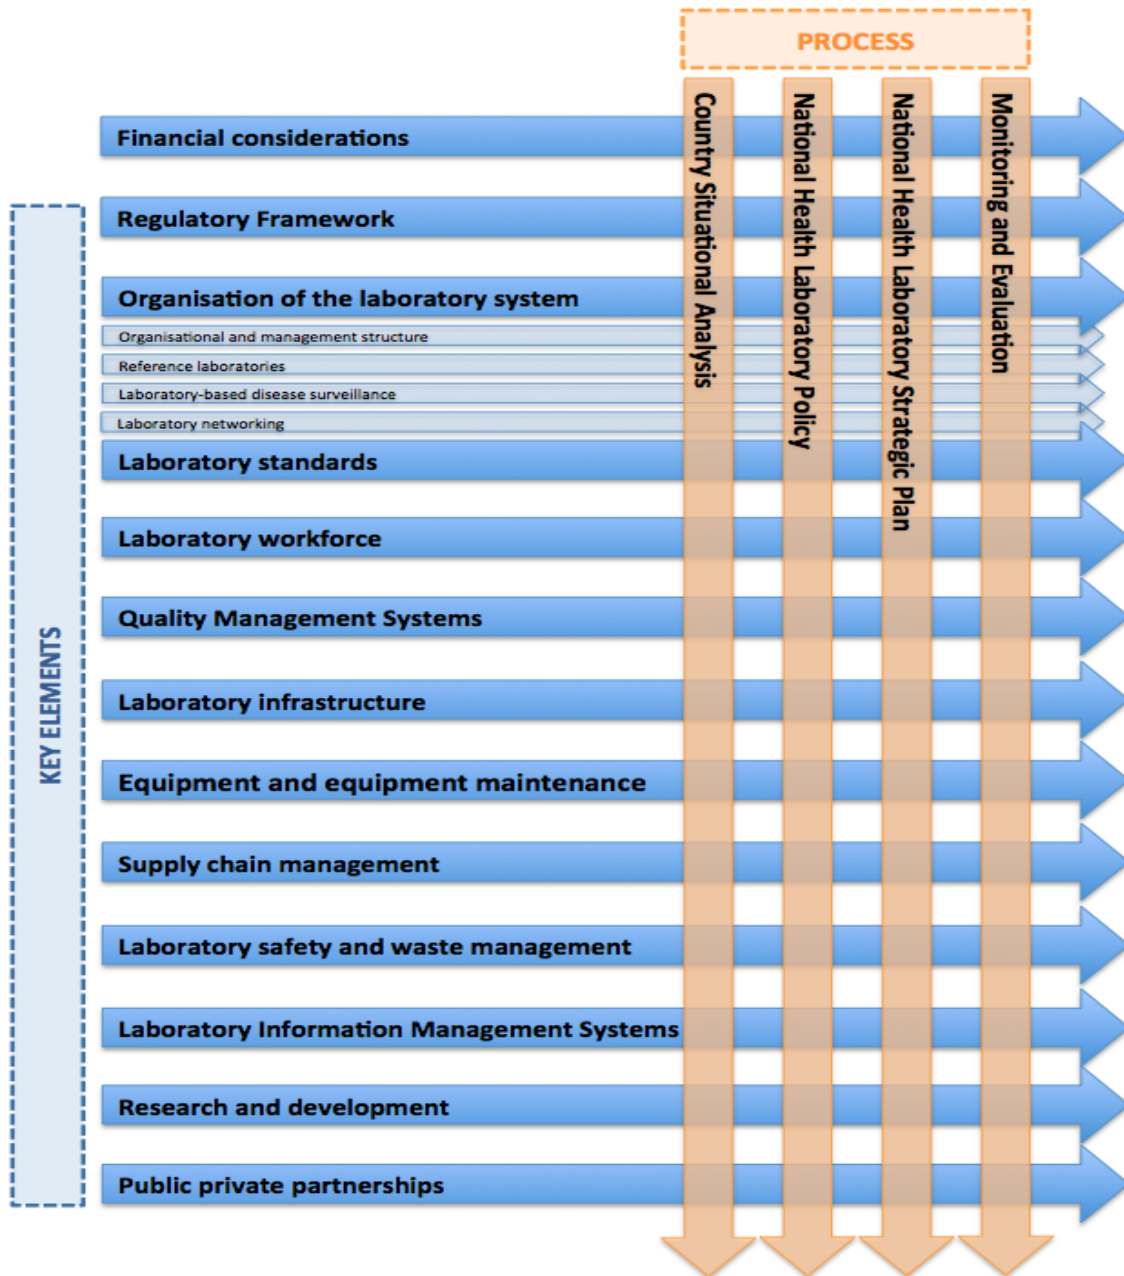 PROCESS
Country Situational Analysis
National Health Laboratory Policy
National Health Laboratory Strategic Plan
Monitoring and Evaluation
KEY ELEMENTS
Financial considerations
Regulatory Framework
Organisation of the laboratory system
Organisational and management structure
Reference laboratories
Laboratory-based disease surveillance
Laboratory networking
Laboratory standards
Laboratory workforce
Quality Management Systems
Laboratory infrastructure
Equipment and equipment maintenance
Supply chain management
Laboratory safety and waste management
Laboratory Information Management Systems
Research and development
Public private partnerships